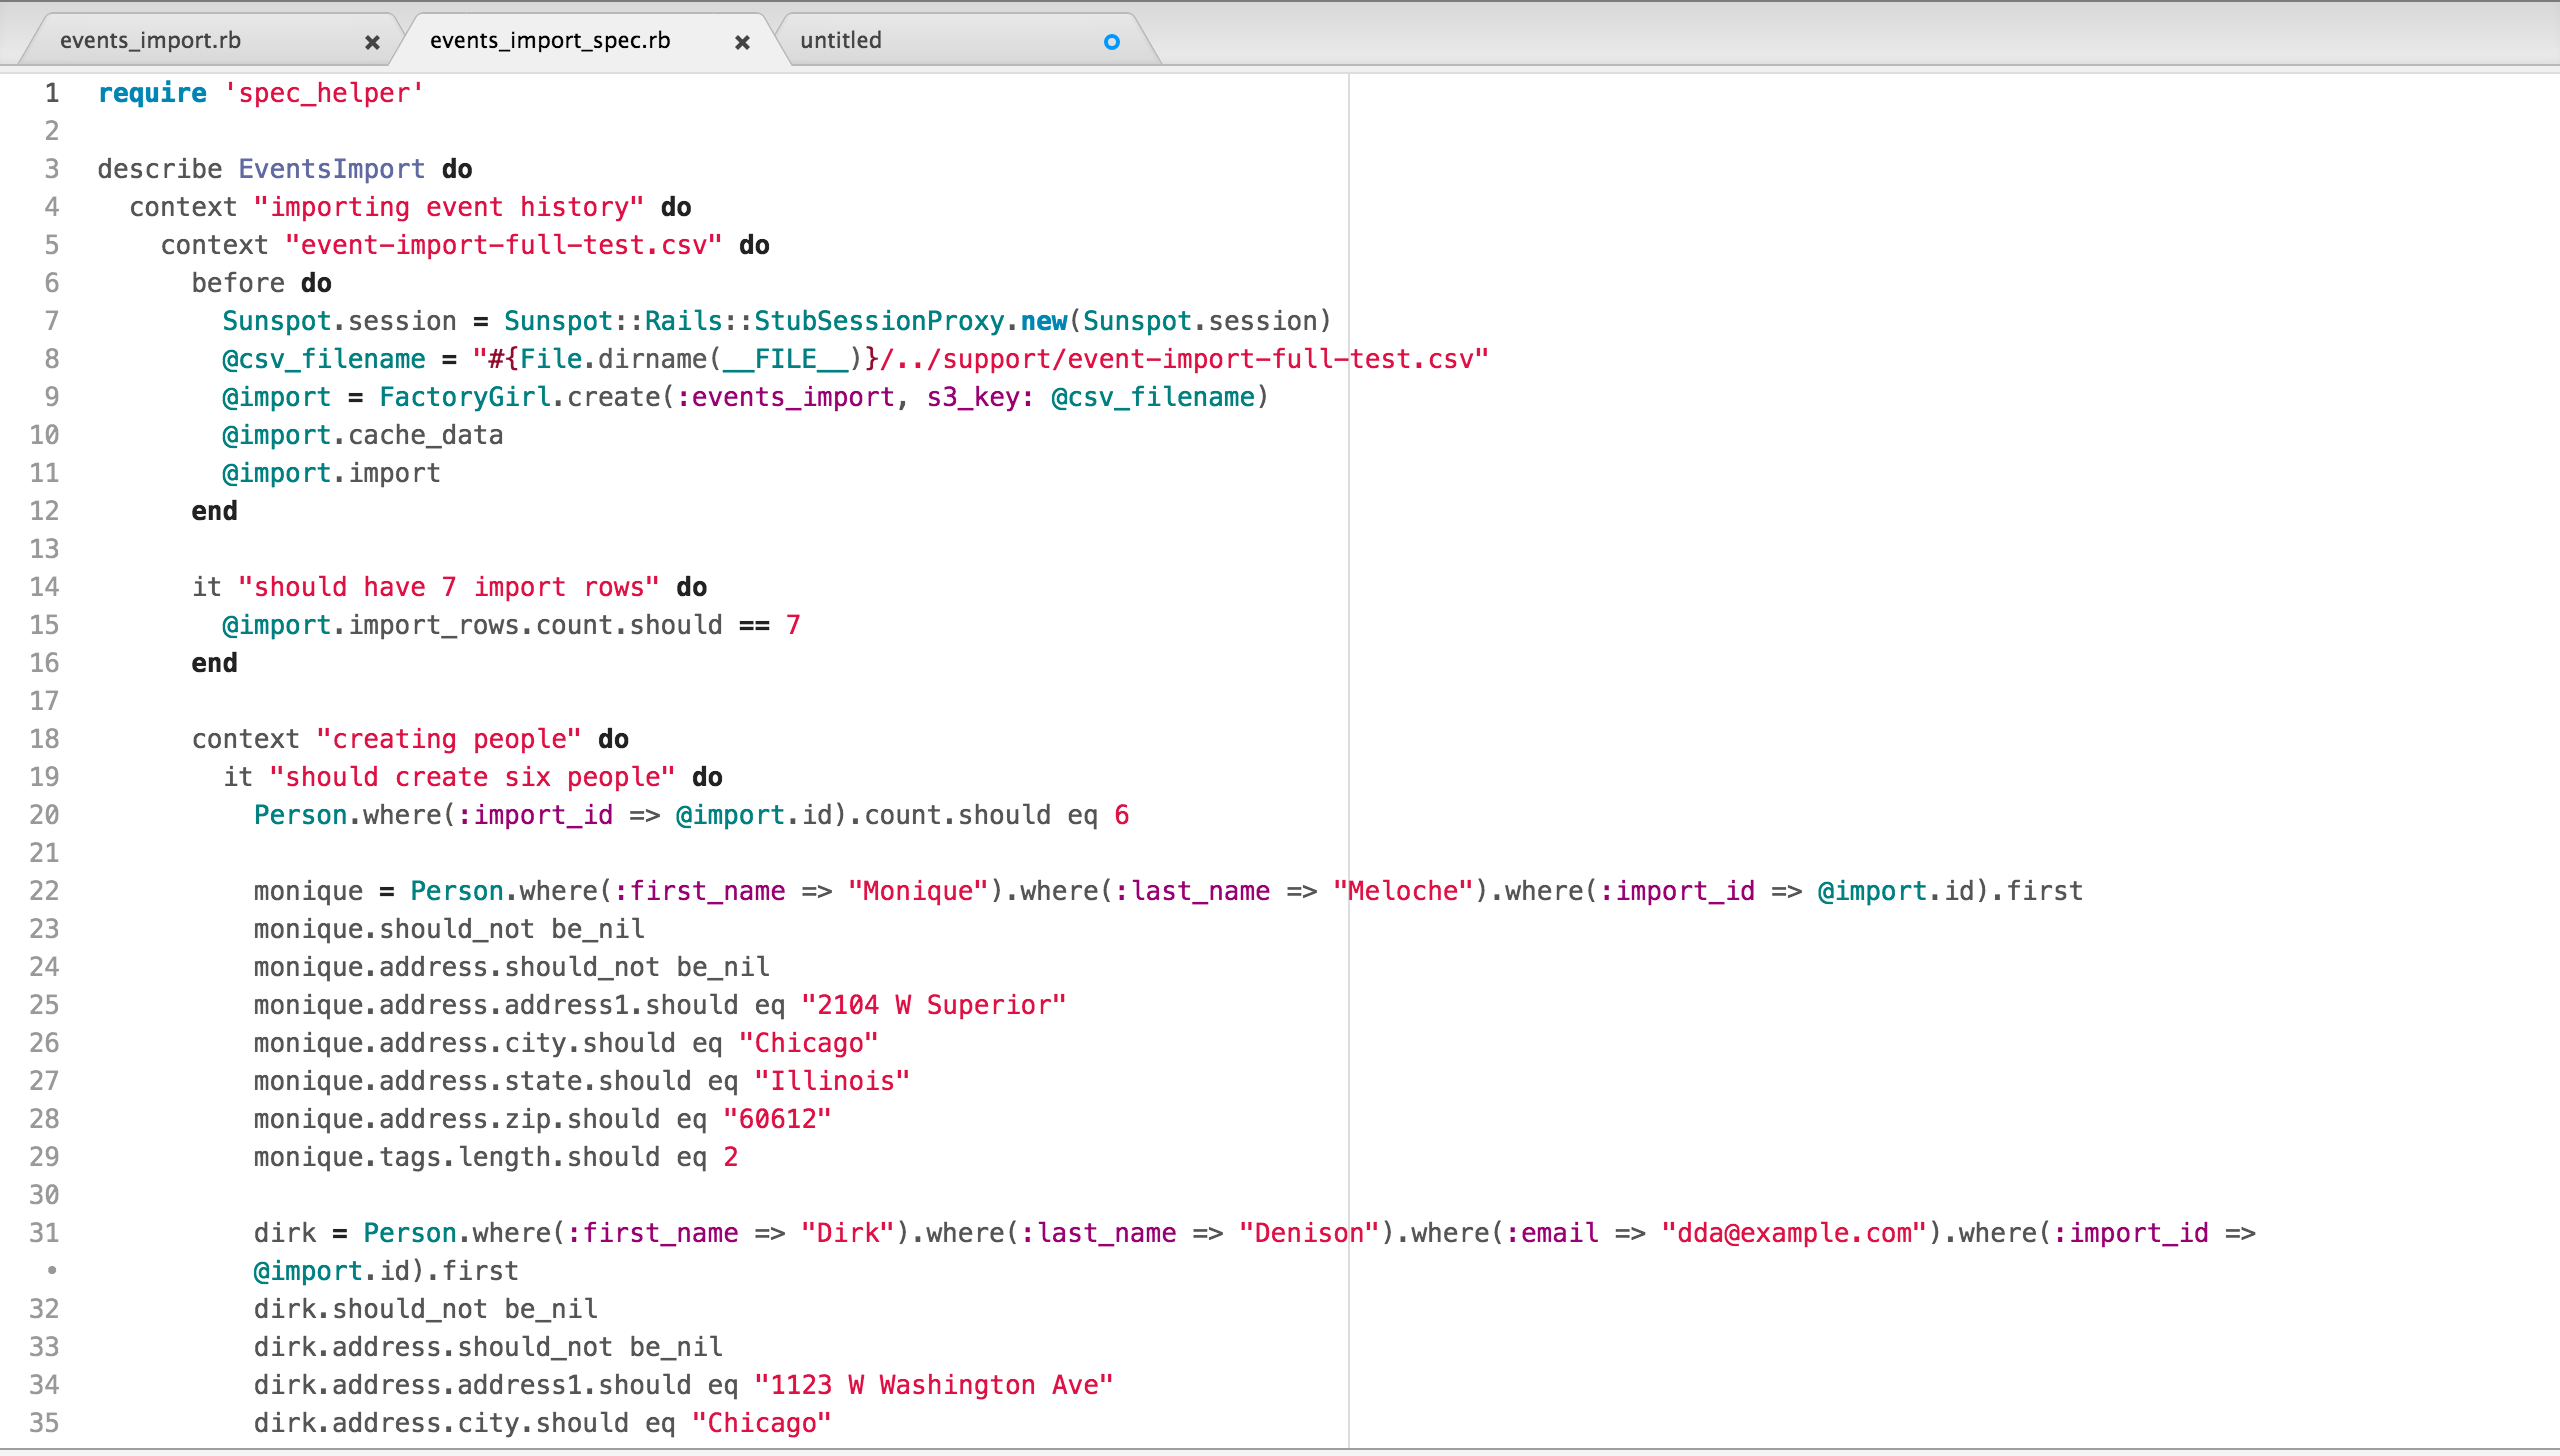 events_import.rb × events_import_spec.rb × untitled
1 require 'spec_helper'
2
3 describe EventsImport do
4   context "importing event history" do
5     context "event-import-full-test.csv" do
6       before do
7         Sunspot.session = Sunspot::Rails::StubSessionProxy.new(Sunspot.session)
8         @csv_filename = "#{File.dirname(__FILE__)}/../support/event-import-full-test.csv"
9         @import = FactoryGirl.create(:events_import, s3_key: @csv_filename)
10         @import.cache_data
11         @import.import
12       end
13
14       it "should have 7 import rows" do
15         @import.import_rows.count.should == 7
16       end
17
18       context "creating people" do
19         it "should create six people" do
20           Person.where(:import_id => @import.id).count.should eq 6
21
22           monique = Person.where(:first_name => "Monique").where(:last_name => "Meloche").where(:import_id => @import.id).first
23           monique.should_not be_nil
24           monique.address.should_not be_nil
25           monique.address.address1.should eq "2104 W Superior"
26           monique.address.city.should eq "Chicago"
27           monique.address.state.should eq "Illinois"
28           monique.address.zip.should eq "60612"
29           monique.tags.length.should eq 2
30
31           dirk = Person.where(:first_name => "Dirk").where(:last_name => "Denison").where(:email => "dda@example.com").where(:import_id =>
•           @import.id).first
32           dirk.should_not be_nil
33           dirk.address.should_not be_nil
34           dirk.address.address1.should eq "1123 W Washington Ave"
35           dirk.address.city.should eq "Chicago"